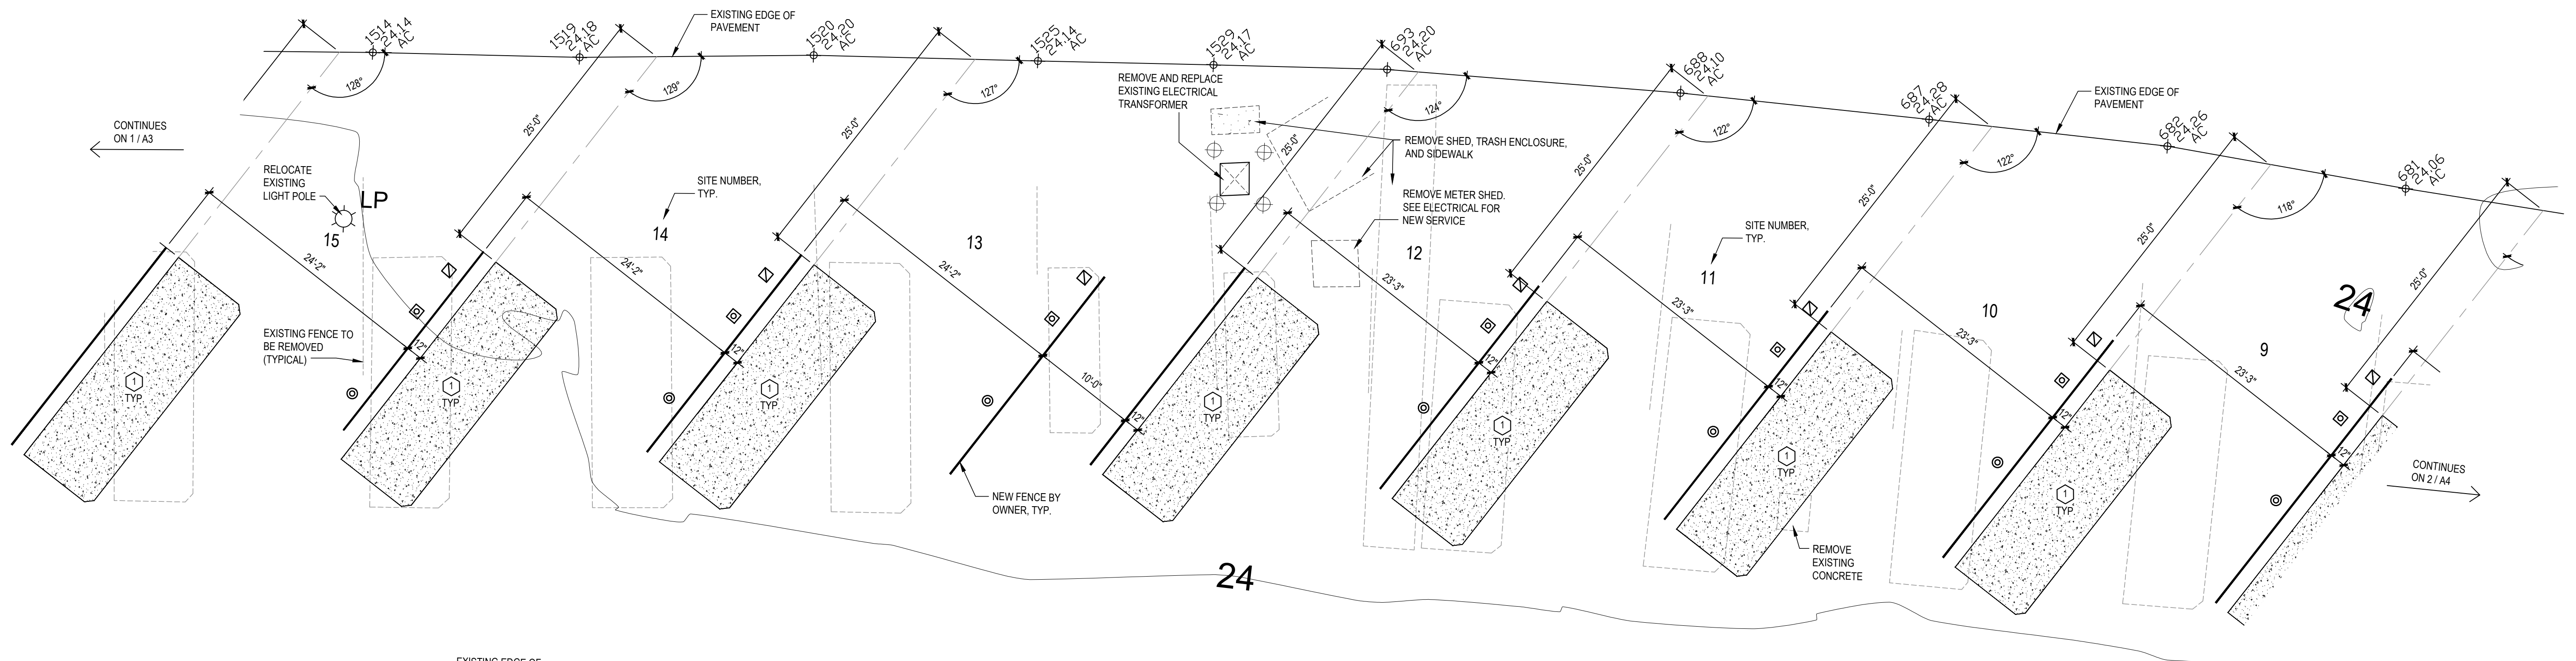 1514
24.14
AC
1519
24.18
AC
EXISTING EDGE OF
PAVEMENT
1520
24.20
AC
1525
24.14
AC
1529
24.17
AC
693
24.20
AC
688
24.10
AC
687
24.28
AC
EXISTING EDGE OF
PAVEMENT
682
24.26
AC
681
24.06
AC
128°
129°
127°
124°
122°
122°
118°
CONTINUES
ON 1 / A3
REMOVE AND REPLACE
EXISTING ELECTRICAL
TRANSFORMER
REMOVE SHED, TRASH ENCLOSURE,
AND SIDEWALK
25'-0"
25'-0"
25'-0"
25'-0"
25'-0"
25'-0"
25'-0"
RELOCATE
EXISTING
LIGHT POLE
LP
SITE NUMBER,
TYP.
REMOVE METER SHED.
SEE ELECTRICAL FOR
NEW SERVICE
SITE NUMBER,
TYP.
15
14
13
12
11
10
9
24
24'-2"
24'-2"
24'-2"
23'-3"
23'-3"
23'-3"
23'-3"
EXISTING FENCE TO
BE REMOVED
(TYPICAL)
12"
12"
10'-0"
12"
12"
12"
12"
12"
1
TYP.
1
TYP.
1
TYP.
1
TYP.
1
TYP.
1
TYP.
1
TYP.
NEW FENCE BY
OWNER, TYP.
REMOVE
EXISTING
CONCRETE
CONTINUES
ON 2 / A4
24
EXISTING EDGE OF